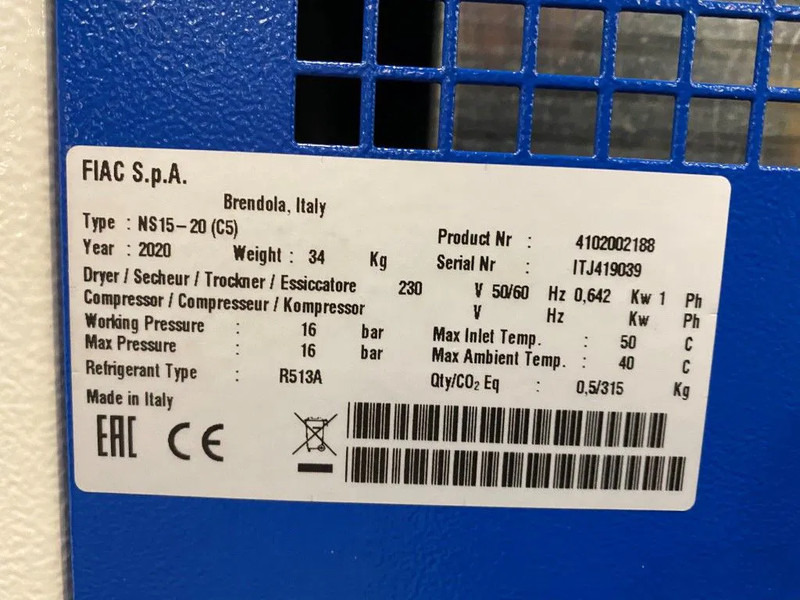 FIAC S.p.A.
Brendola, Italy
Type : NS15-20 (C5)
Product Nr : 4102002188
Year : 2020 Weight : 34 Kg
Serial Nr : ITJ419039
Dryer / Secheur / Trockner / Essiccatore 230 V 50/60 Hz 0,642 Kw 1 Ph
Compressor / Compresseur / Kompressor V Hz Kw Ph
Working Pressure : 16 bar
Max Inlet Temp. : 50 C
Max Pressure : 16 bar
Max Ambient Temp. : 40 C
Refrigerant Type : R513A
Qty/CO₂ Eq : 0,5/315 Kg
Made in Italy
EAC CE